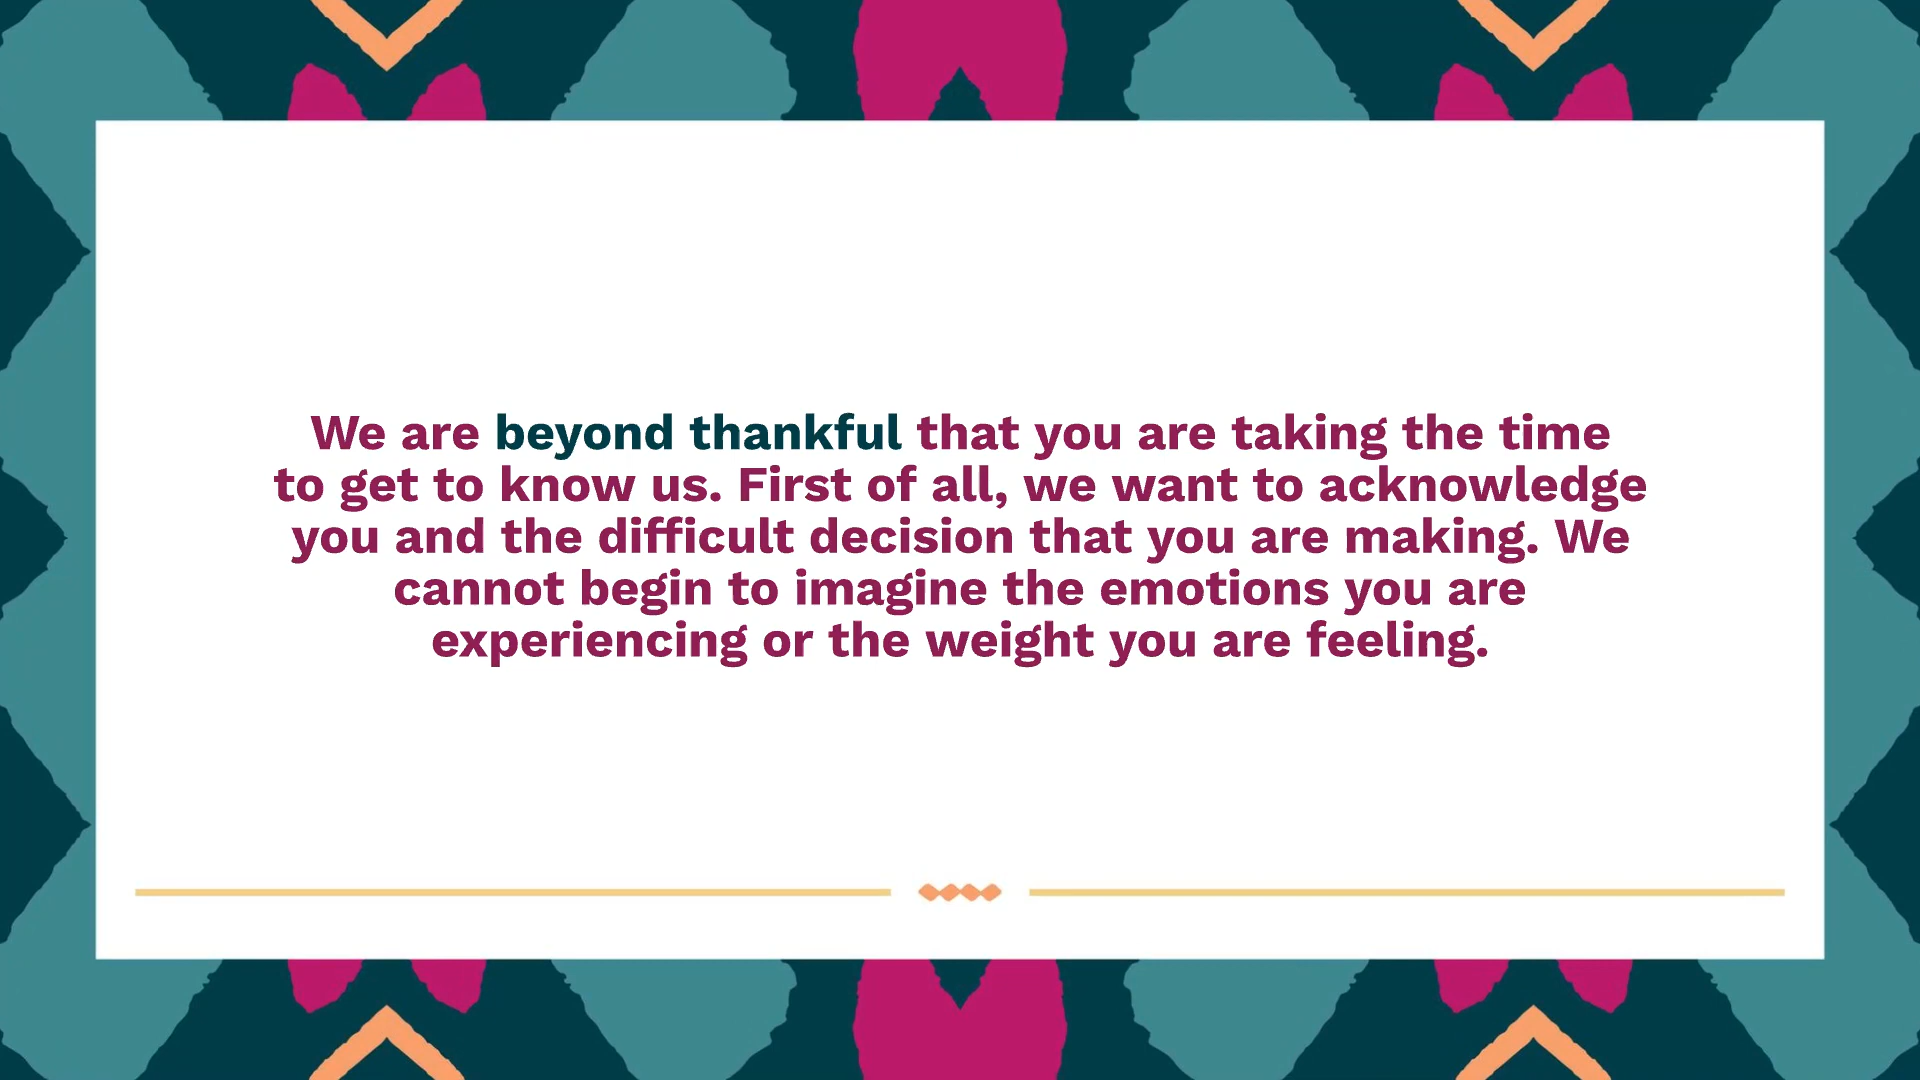 We are beyond thankful that you are taking the time
to get to know us. First of all, we want to acknowledge
you and the difficult decision that you are making. We
cannot begin to imagine the emotions you are
experiencing or the weight you are feeling.